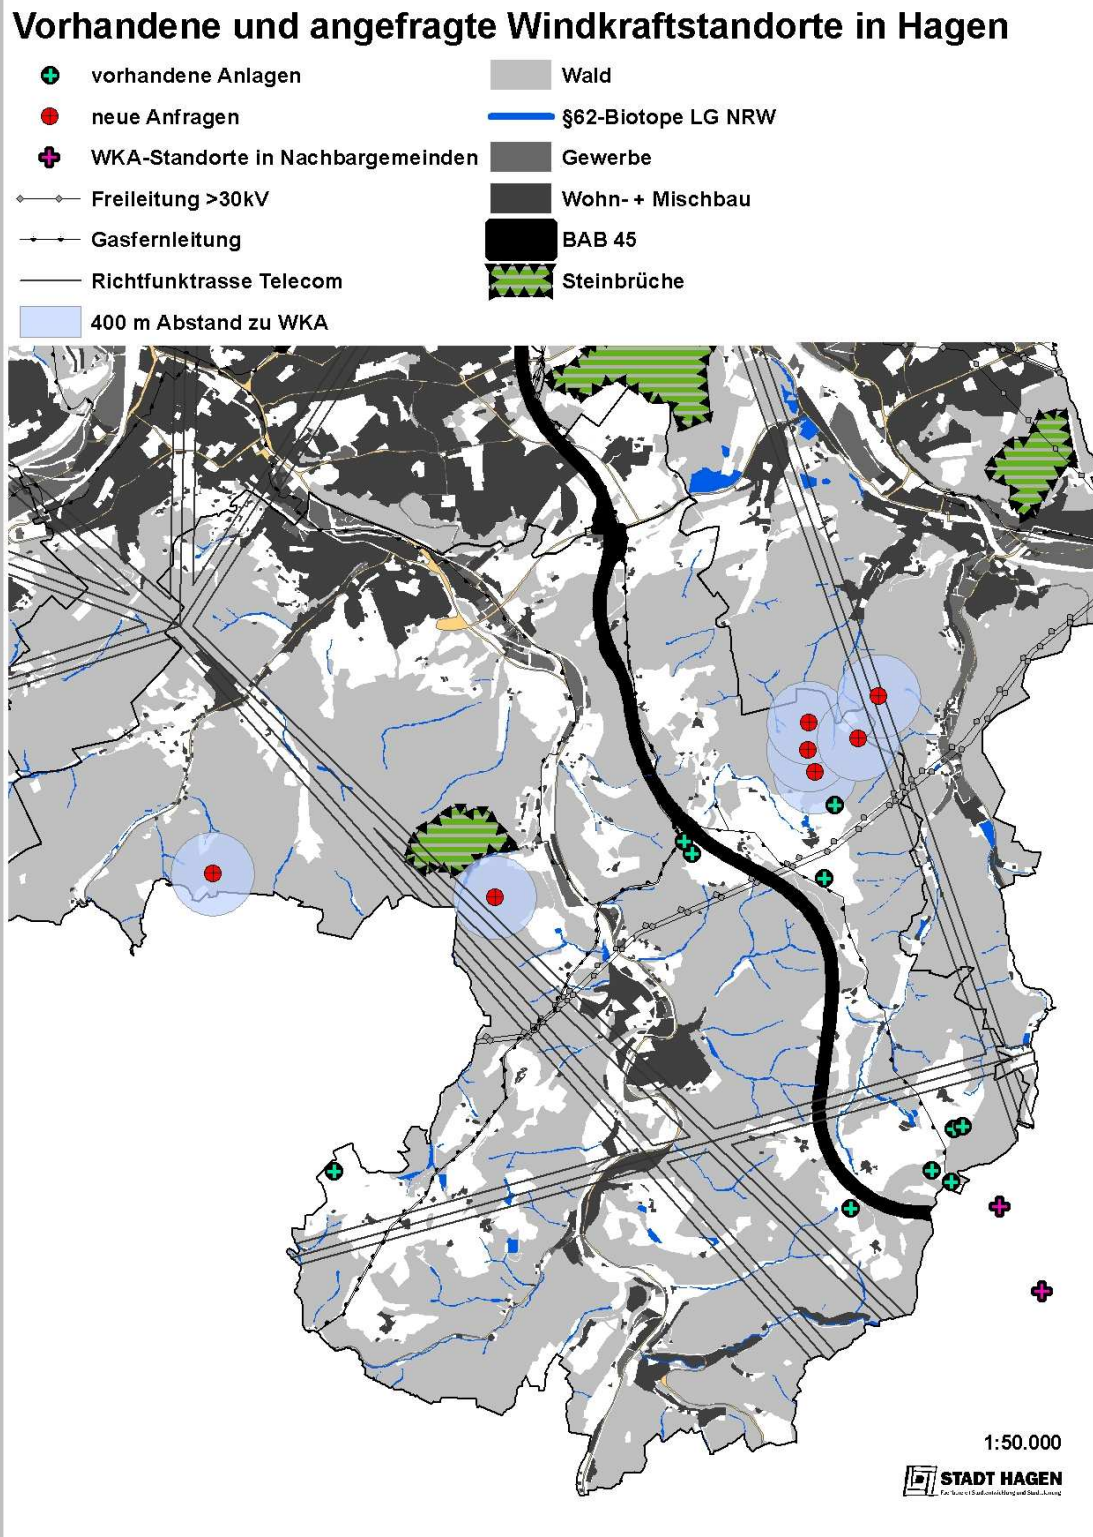 Vorhandene und angefragte Windkraftstandorte in Hagen
vorhandene Anlagen
neue Anfragen
WKA-Standorte in Nachbargemeinden
Freileitung >30kV
Gasfernleitung
Richtfunktrasse Telecom
400 m Abstand zu WKA
Wald
§62-Biotope LG NRW
Gewerbe
Wohn- + Mischbau
BAB 45
Steinbrüche
1:50.000
STADT HAGEN